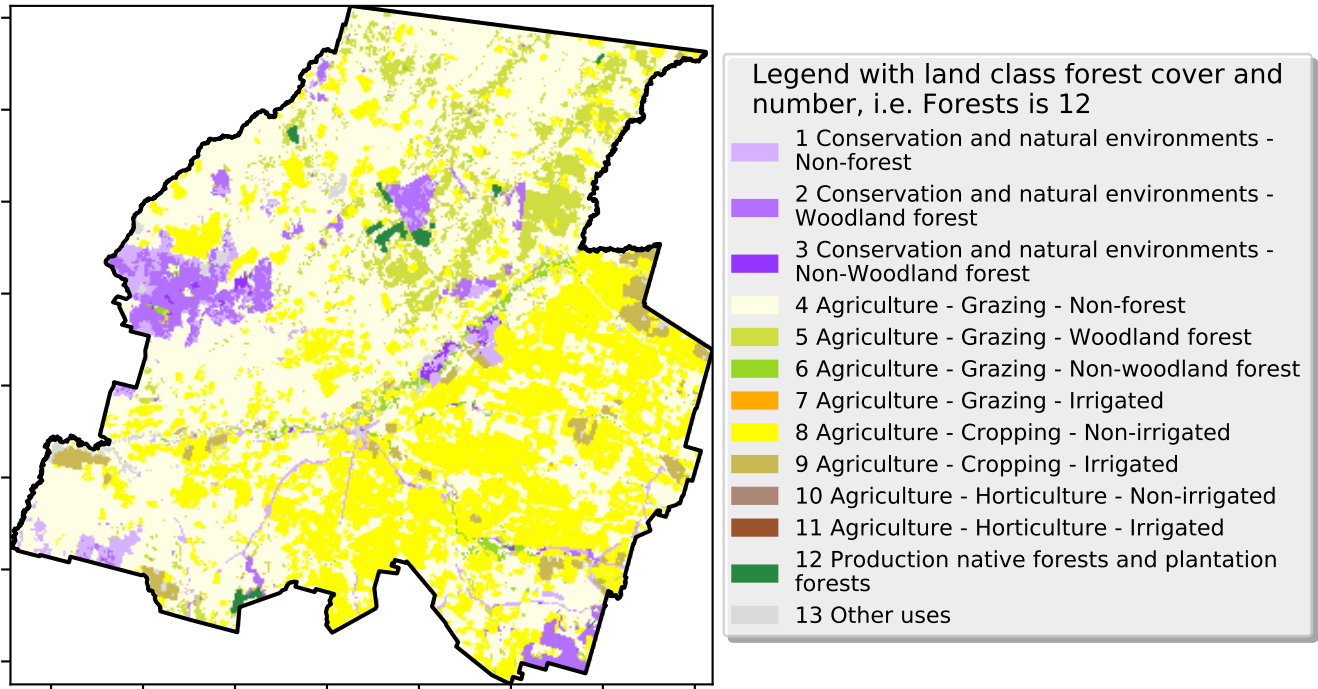 Legend with land class forest cover and
number, i.e. Forests is 12
1 Conservation and natural environments -
Non-forest
2 Conservation and natural environments -
Woodland forest
3 Conservation and natural environments -
Non-Woodland forest
4 Agriculture - Grazing - Non-forest
5 Agriculture - Grazing - Woodland forest
6 Agriculture - Grazing - Non-woodland forest
7 Agriculture - Grazing - Irrigated
8 Agriculture - Cropping - Non-irrigated
9 Agriculture - Cropping - Irrigated
10 Agriculture - Horticulture - Non-irrigated
11 Agriculture - Horticulture - Irrigated
12 Production native forests and plantation
forests
13 Other uses